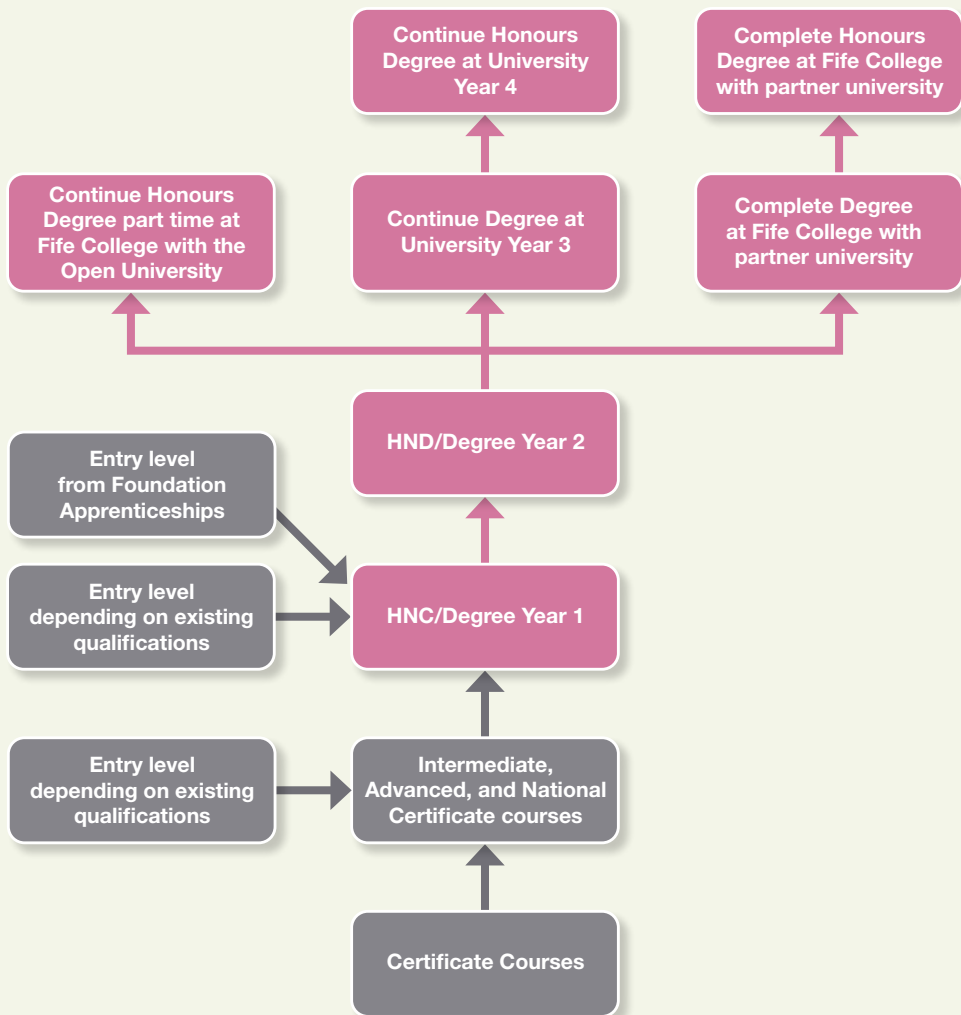 Continue Honours
Degree at University
Year 4
Complete Honours
Degree at Fife College
with partner university
Continue Honours
Degree part time at
Fife College with the
Open University
Continue Degree at
University Year 3
Complete Degree
at Fife College with
partner university
HND/Degree Year 2
Entry level
from Foundation
Apprenticeships
Entry level
depending on existing
qualifications
HNC/Degree Year 1
Entry level
depending on existing
qualifications
Intermediate,
Advanced, and National
Certificate courses
Certificate Courses